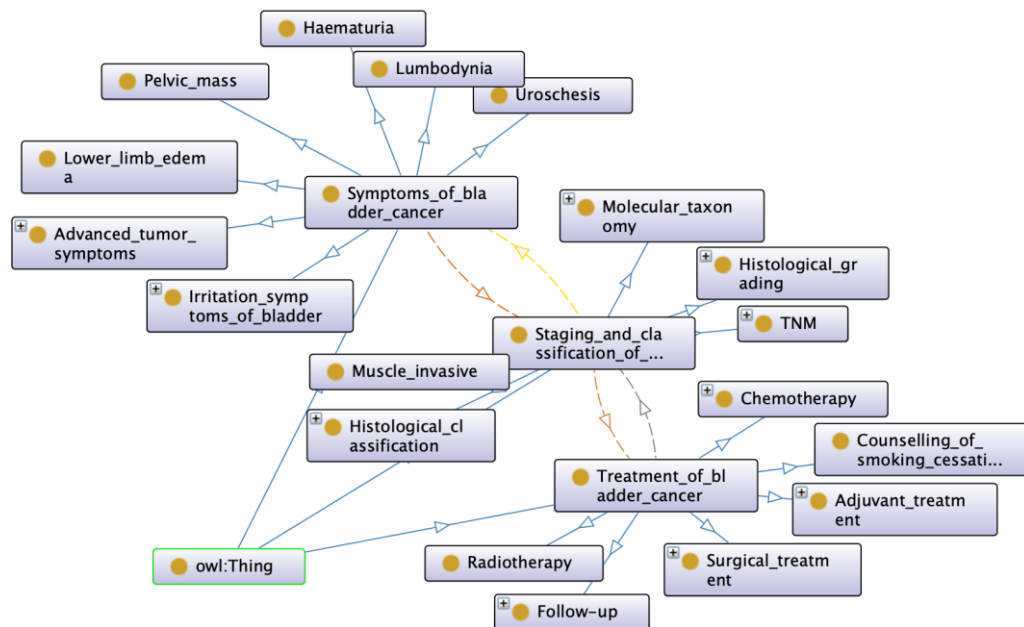 Haematuria
Lumbodynia
Pelvic_mass
Uroschesis
Lower_limb_edem
a
Symptoms_of_bla
dder_cancer
Molecular_taxon
omy
Advanced_tumor_
symptoms
Histological_gr
ading
Irritation_symp
toms_of_bladder
TNM
Staging_and_cla
ssification_of_...
Muscle_invasive
Chemotherapy
Histological_cl
assification
Counselling_of_
smoking_cessati...
Treatment_of_bl
adder_cancer
Adjuvant_treatm
ent
owl:Thing
Radiotherapy
Surgical_treatm
ent
Follow-up